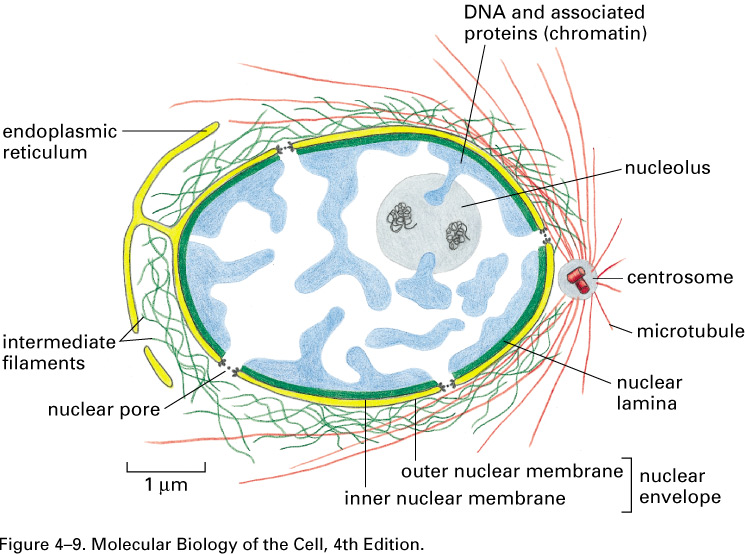 DNA and associated
proteins (chromatin)
endoplasmic
reticulum
nucleolus
centrosome
microtubule
intermediate
filaments
nuclear pore
nuclear
lamina
outer nuclear membrane
inner nuclear membrane
nuclear
envelope
1 μm
Figure 4–9. Molecular Biology of the Cell, 4th Edition.